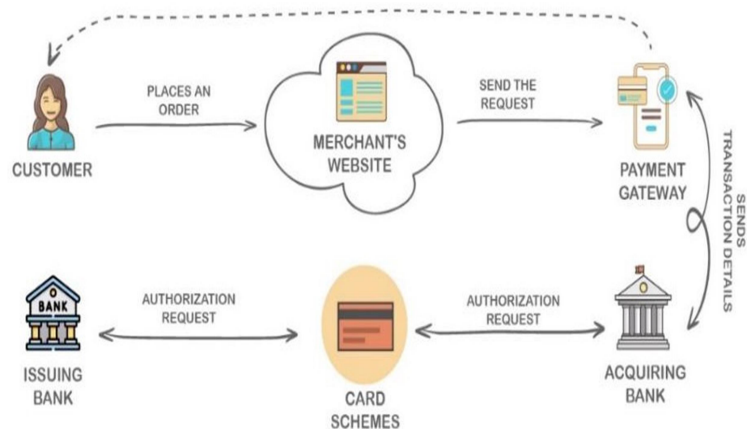 PLACES AN
ORDER
SEND THE
REQUEST
CUSTOMER
MERCHANT'S
WEBSITE
PAYMENT
GATEWAY
SENDS
TRANSACTION DETAILS
BANK
AUTHORIZATION
REQUEST
AUTHORIZATION
REQUEST
ISSUING
BANK
CARD
SCHEMES
ACQUIRING
BANK